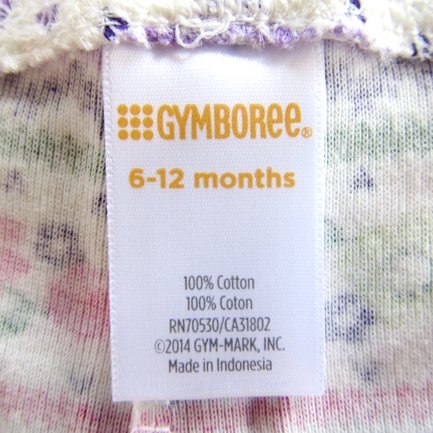 GYMBOREE®
6-12 months
100% Cotton
100% Coton
RN70530/CA31802
©2014 GYM-MARK, INC.
Made in Indonesia